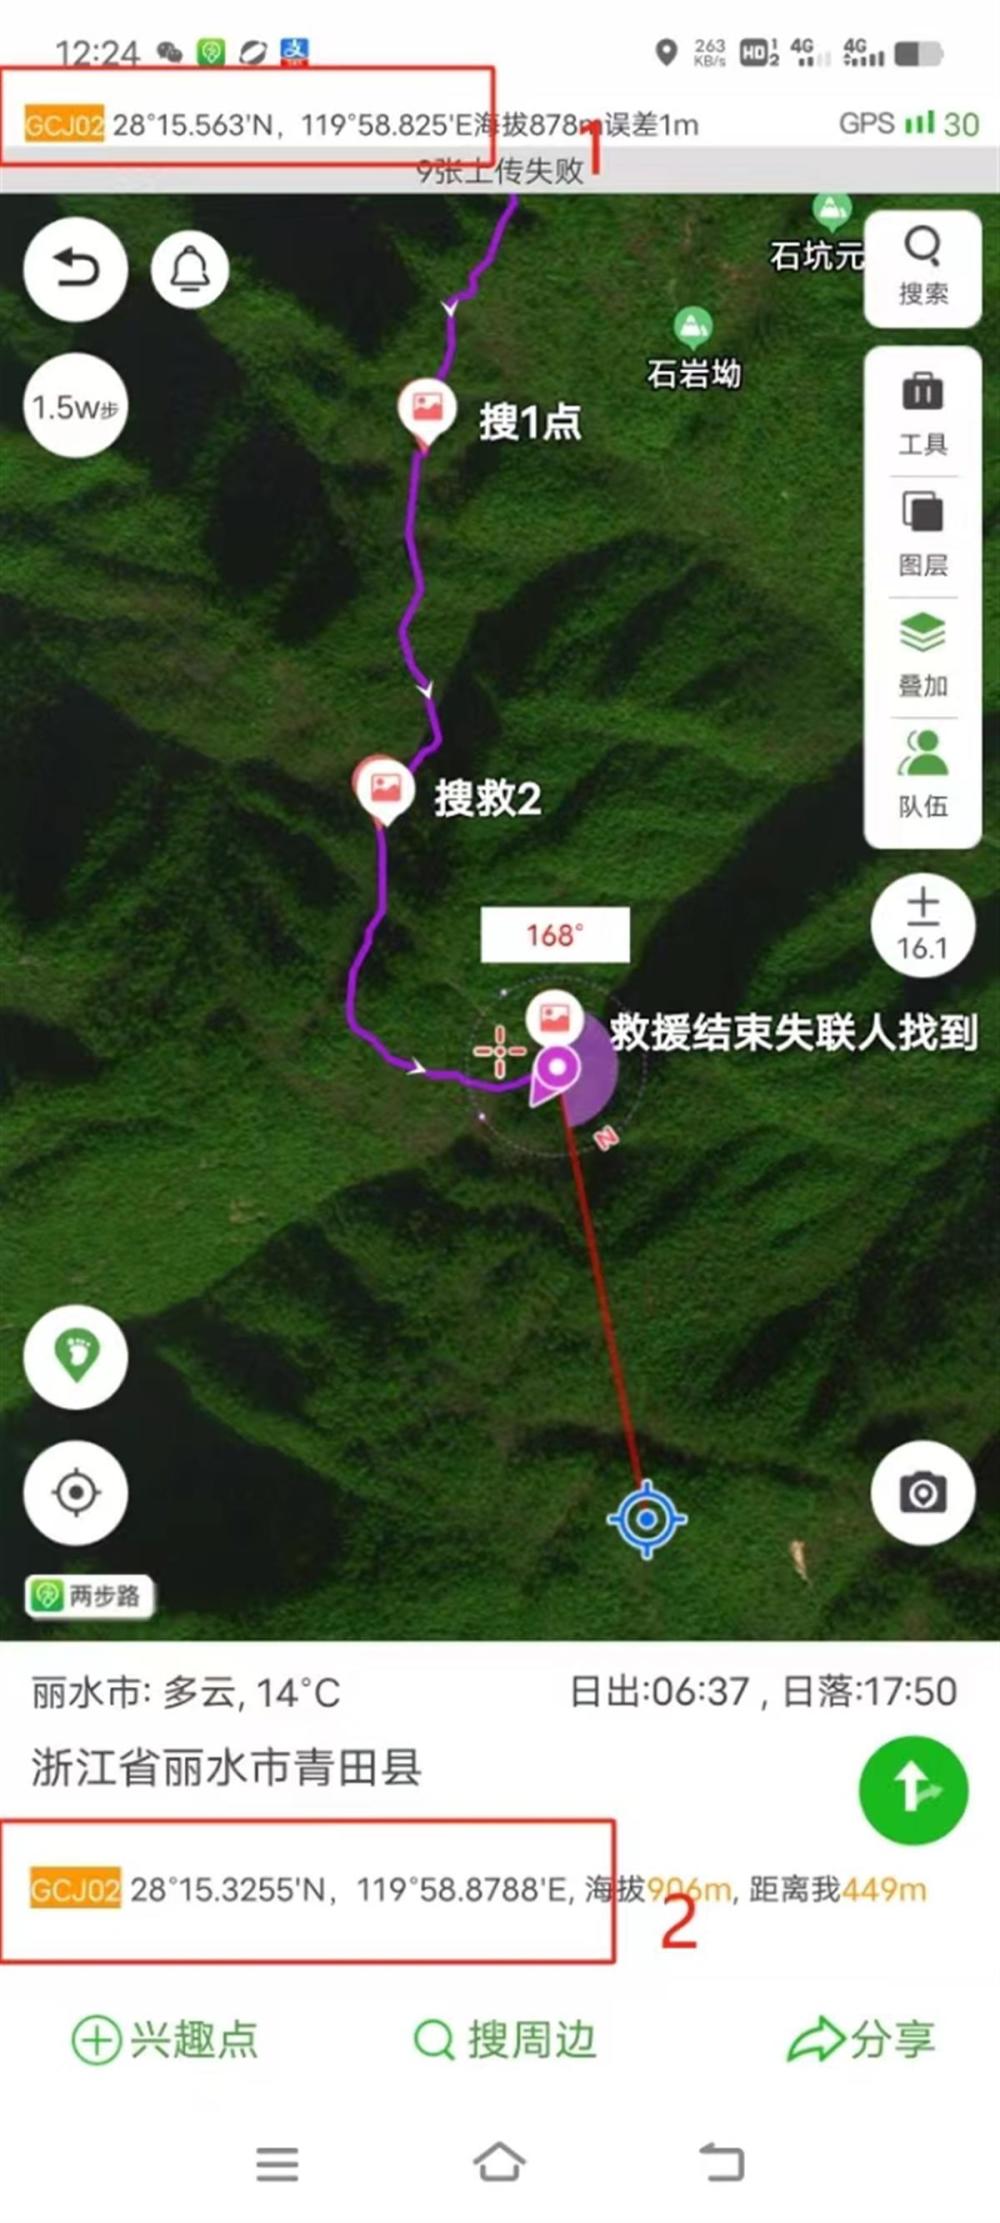 12:24
263
KB/s
HD 1 2
4G
4G
GCJ02 28°15.563'N，119°58.825'E海拔878m误差1m
GPS 30
1
9张上传失败
石坑元
搜索
石岩坳
1.5w步
搜1点
工具
图层
叠加
队伍
搜救2
16.1
168°
救援结束失联人找到
N
两步路
丽水市: 多云, 14°C
日出:06:37 , 日落:17:50
浙江省丽水市青田县
GCJ02 28°15.3255'N，119°58.8788'E, 海拔906m, 距离我449m
2
兴趣点
搜周边
分享